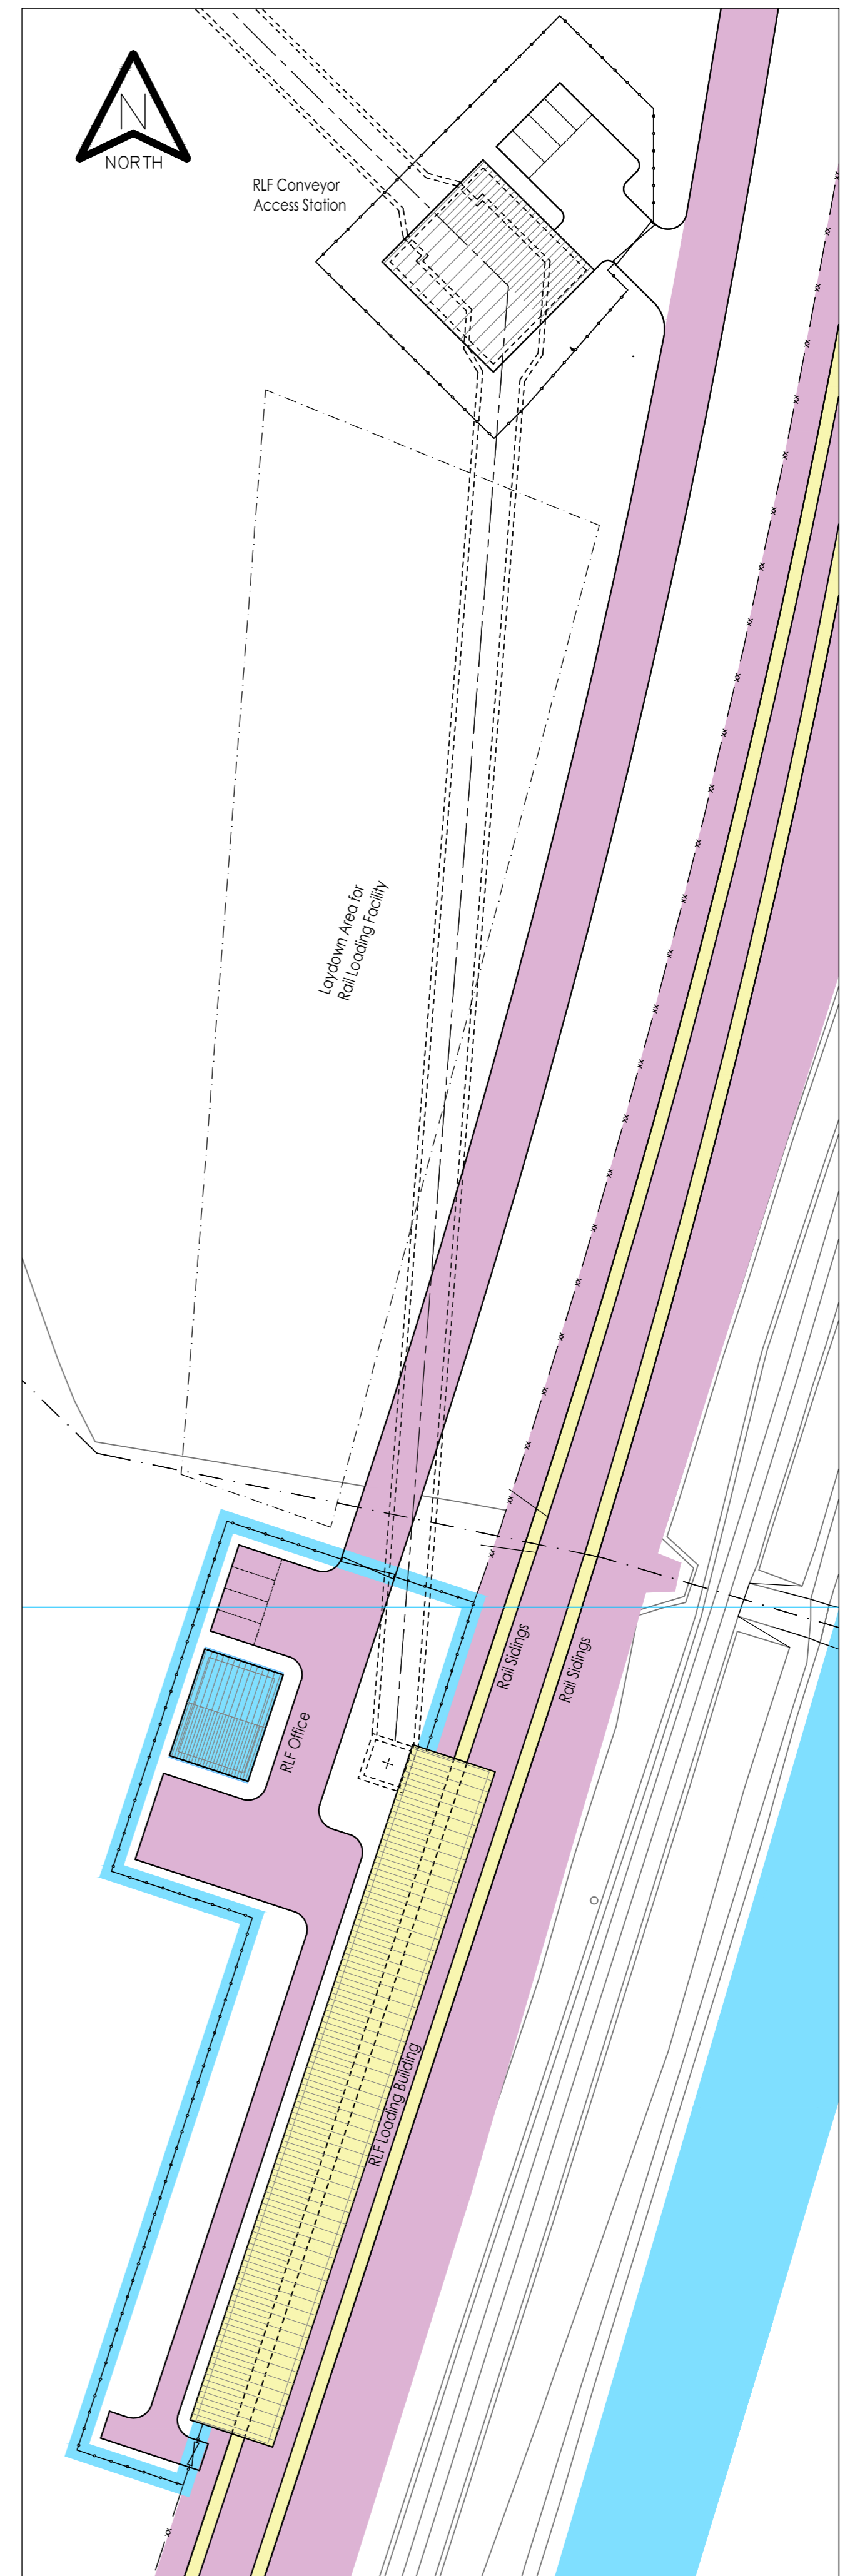 N
NORTH
RLF Conveyor
Access Station
Laydown Area for
Rail Loading Facility
Rail Sidings
Rail Sidings
RLF Office
RLF Loading Building